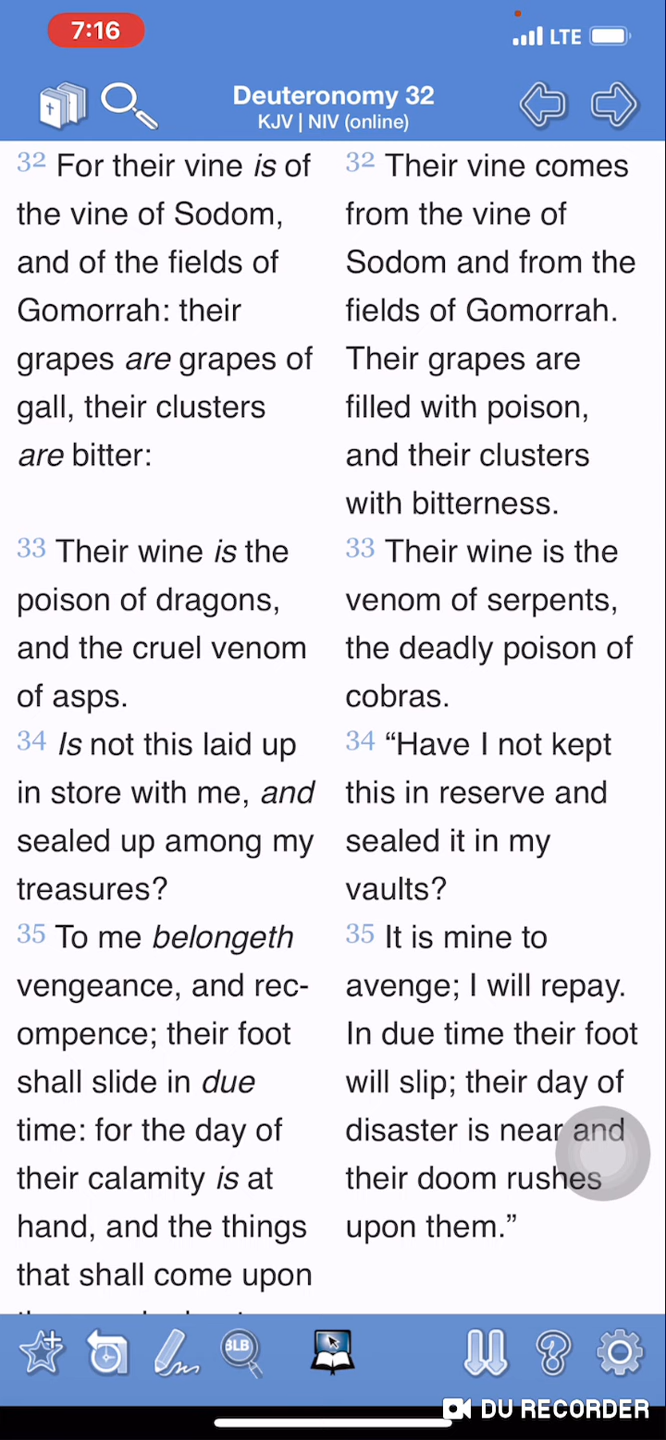 7:16
LTE
Deuteronomy 32
KJV | NIV (online)
32 For their vine is of
the vine of Sodom,
and of the fields of
Gomorrah: their
grapes are grapes of
gall, their clusters
are bitter:
33 Their wine is the
poison of dragons,
and the cruel venom
of asps.
34 Is not this laid up
in store with me, and
sealed up among my
treasures?
35 To me belongeth
vengeance, and rec-
ompence; their foot
shall slide in due
time: for the day of
their calamity is at
hand, and the things
that shall come upon
32 Their vine comes
from the vine of
Sodom and from the
fields of Gomorrah.
Their grapes are
filled with poison,
and their clusters
with bitterness.
33 Their wine is the
venom of serpents,
the deadly poison of
cobras.
34 “Have I not kept
this in reserve and
sealed it in my
vaults?
35 It is mine to
avenge; I will repay.
In due time their foot
will slip; their day of
disaster is near and
their doom rushes
upon them.”
BLB
DU RECORDER